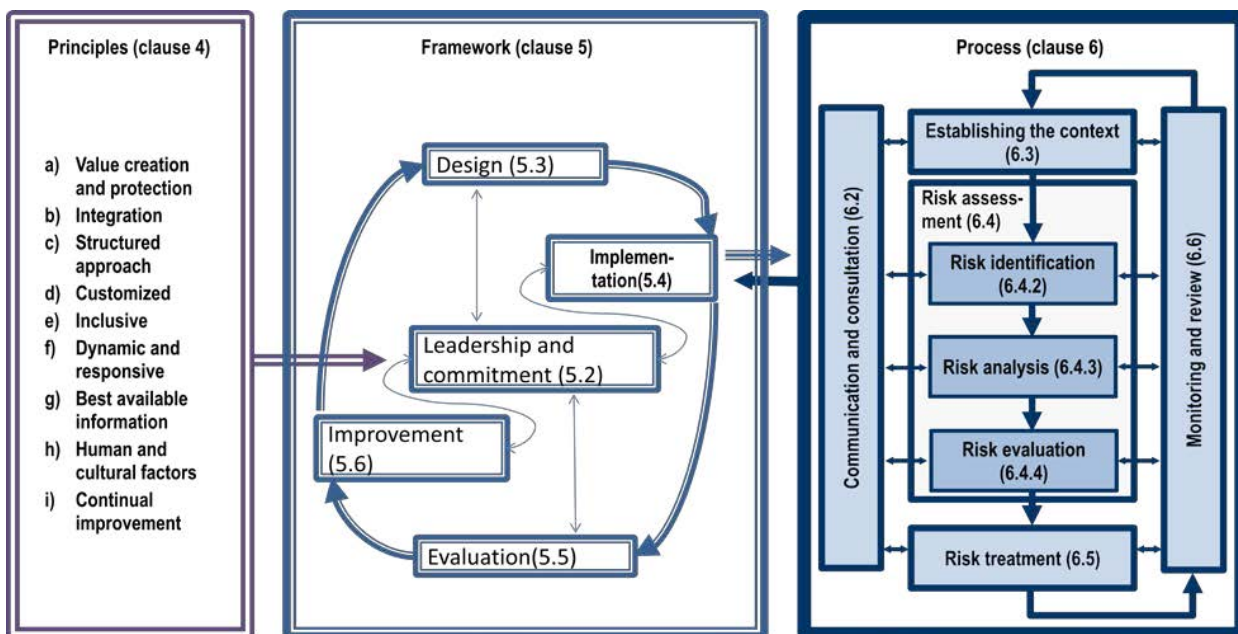 Principles (clause 4)
a) Value creation
and protection
b) Integration
c) Structured
approach
d) Customized
e) Inclusive
f) Dynamic and
responsive
g) Best available
information
h) Human and
cultural factors
i) Continual
improvement
Framework (clause 5)
Design (5.3)
Implemen-
tation(5.4)
Leadership and
commitment (5.2)
Improvement
(5.6)
Evaluation(5.5)
Process (clause 6)
Communication and consultation (6.2)
Establishing the context
(6.3)
Risk assess-
ment (6.4)
Risk identification
(6.4.2)
Risk analysis (6.4.3)
Risk evaluation
(6.4.4)
Risk treatment (6.5)
Monitoring and review (6.6)